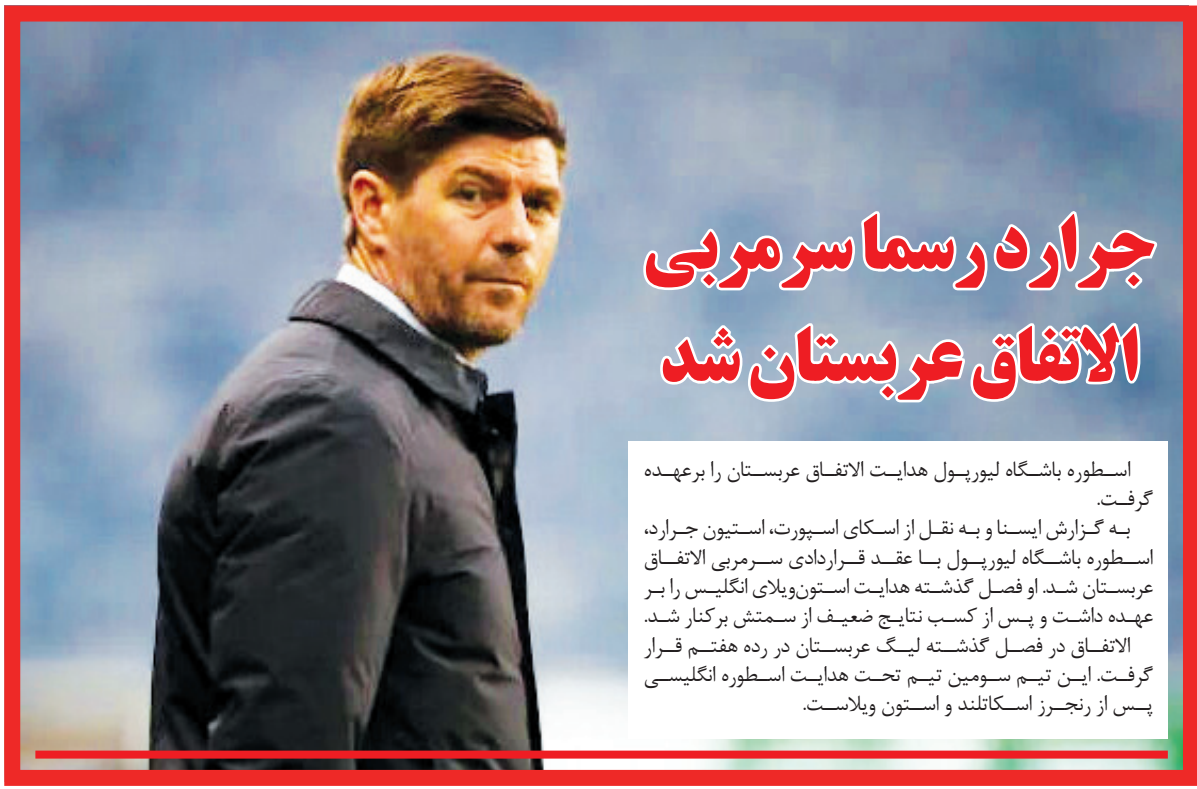 جرارد رسما سرمربی
الاتفاق عربستان شد
اسطوره باشگاه لیورپول هدایت الاتفاق عربستان را برعهده
گرفت.
به گزارش ایسنا و به نقل از اسکای اسپورت، استیون جرارد،
اسطوره باشگاه لیورپول با عقد قراردادی سرمربی الاتفاق
عربستان شد. او فصل گذشته هدایت استون‌ویلای انگلیس را بر
عهده داشت و پس از کسب نتایج ضعیف از سمتش برکنار شد.
الاتفاق در فصل گذشته لیگ عربستان در رده هفتم قرار
گرفت. این تیم سومین تیم تحت هدایت اسطوره انگلیسی
پس از رنجرز اسکاتلند و استون ویلاست.